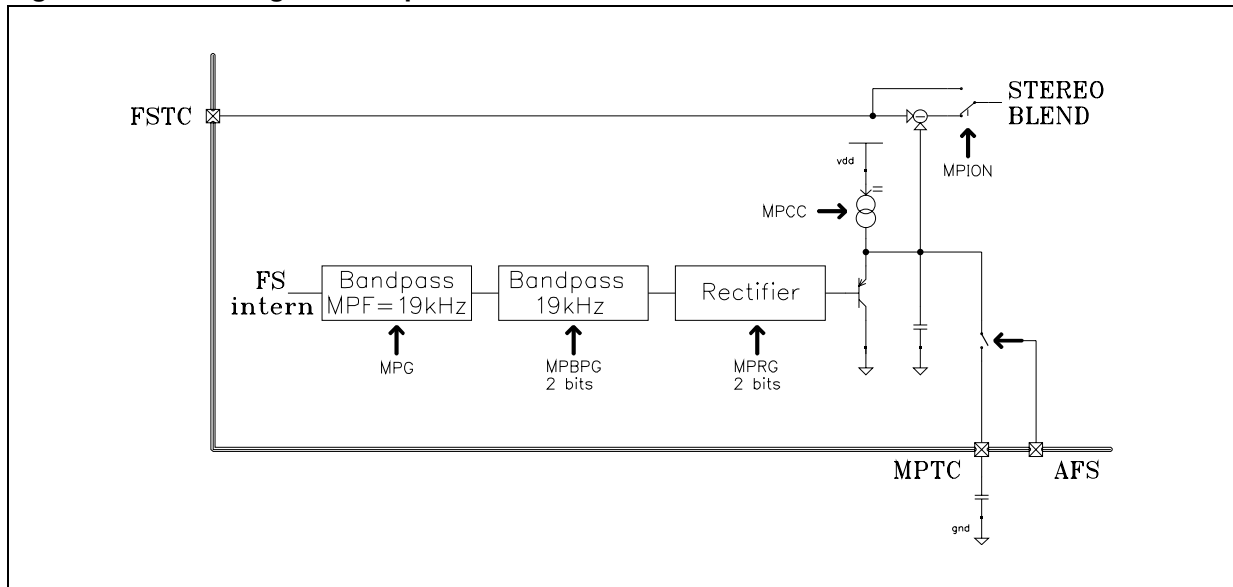 STEREO
BLEND
FSTC
MPION
vdd
MPCC
FS
intern
Bandpass
MPF=19kHz
Bandpass
19kHz
Rectifier
MPG
MPBPG
2 bits
MPRG
2 bits
MPTC
AFS
gnd